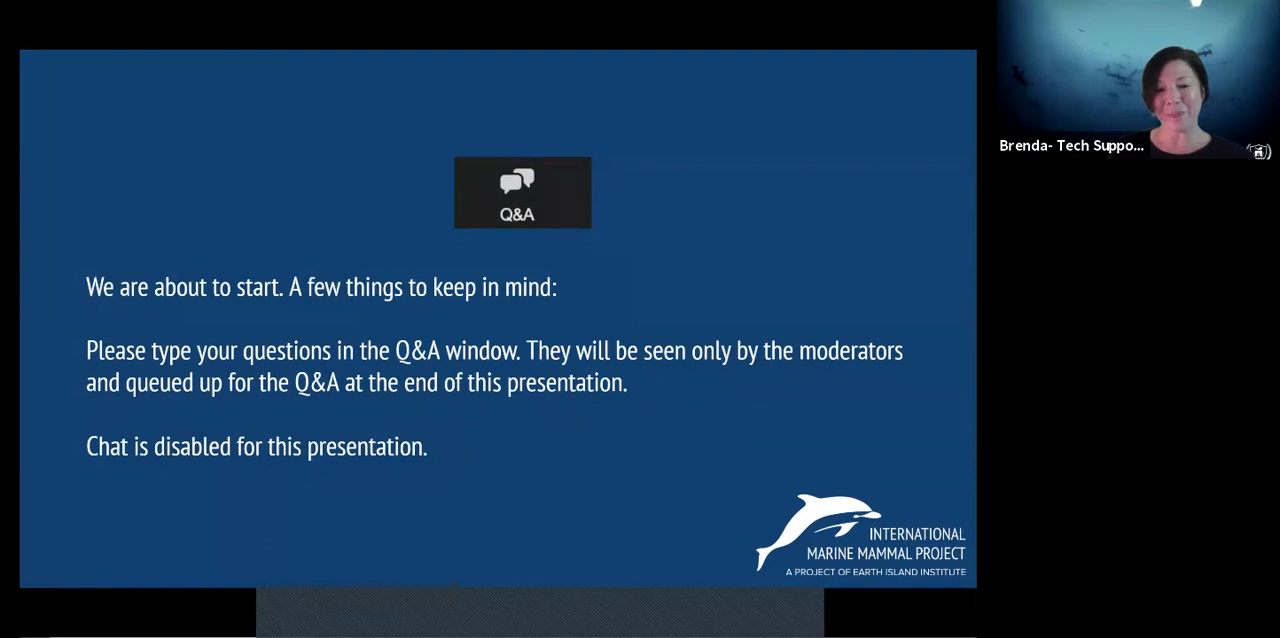 Q&A
We are about to start. A few things to keep in mind:
Please type your questions in the Q&A window. They will be seen only by the moderators
and queued up for the Q&A at the end of this presentation.
Chat is disabled for this presentation.
INTERNATIONAL
MARINE MAMMAL PROJECT
A PROJECT OF EARTH ISLAND INSTITUTE
Brenda- Tech Suppo...